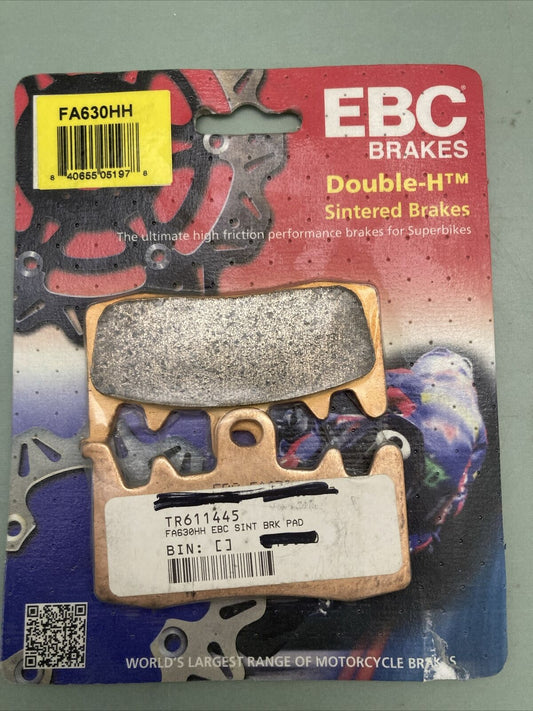 FA630HH
8 40655 05197 8
EBC
BRAKES
Double-H™
Sintered Brakes
The ultimate high friction performance brakes for Superbikes
TR611445
FA630HH EBC SINT BRK PAD
BIN: []
WORLD'S LARGEST RANGE OF MOTORCYCLE BRAKES